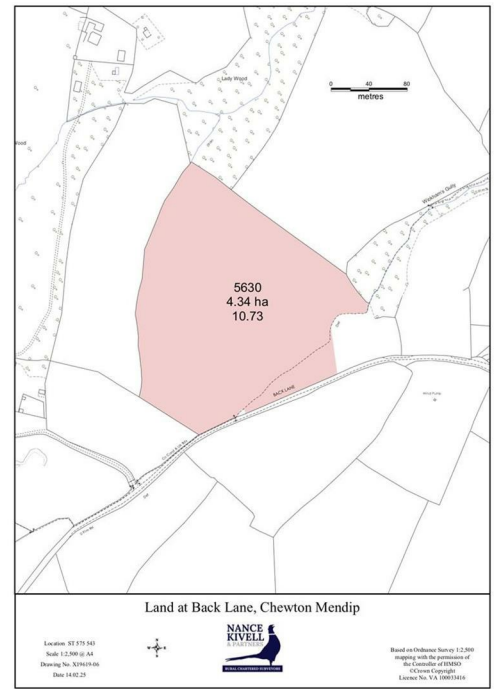 Lady Wood
0 40 80
metres
Wood
Wickham's Gully
5630
4.34 ha
10.73
Def
BACK LANE
Def
Land at Back Lane, Chewton Mendip
Location ST 575 543
Scale 1:2,500 @ A4
Drawing No. X19619-06
Date 14.02.25
NANCE
KIVELL
& PARTNERS
RURAL CHARTERED SURVEYORS
Based on Ordnance Survey 1:2,500
mapping with the permission of
the Controller of HMSO
©Crown Copyright
Licence No. VA 100033416